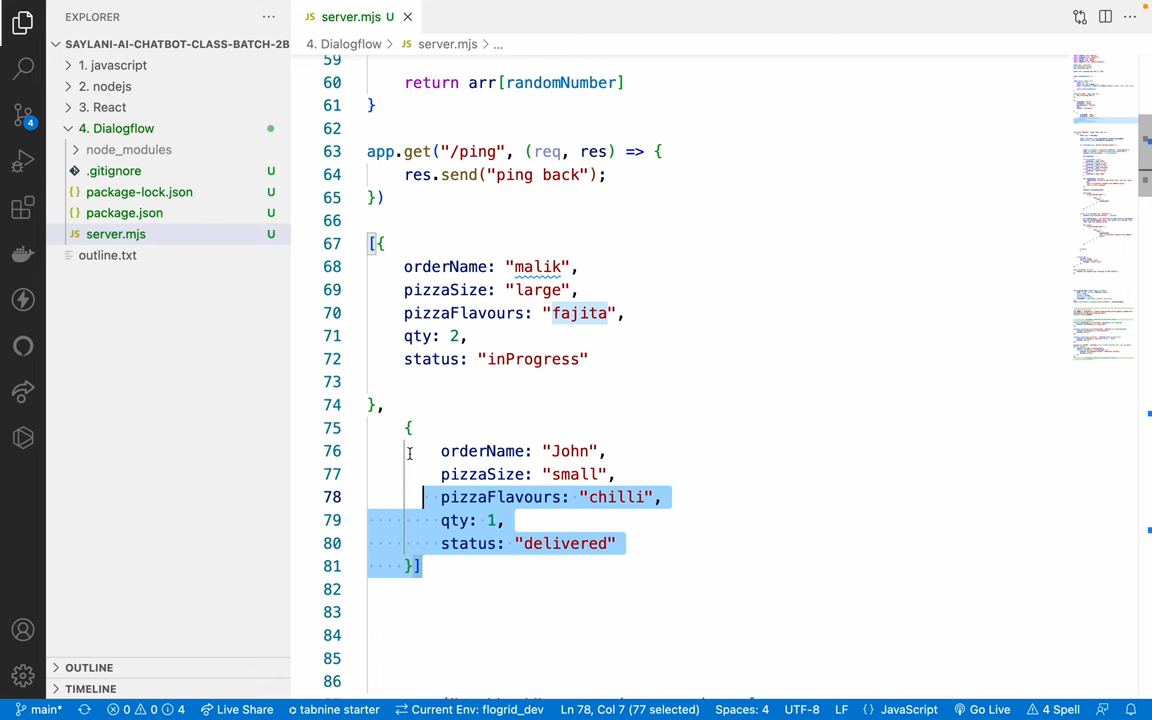 EXPLORER
JS server.mjs U
SAYLANI-AI-CHATBOT-CLASS-BATCH-2B
4. Dialogflow > JS server.mjs > ...
1. javascript
2. nodejs
3. React
4. Dialogflow
node_modules
.gitignore U
{} package-lock.json U
{} package.json U
JS server.mjs U
outline.txt
59
60 return arr[randomNumber]
61 }
62
63 app.get("/ping", (req, res) => {
64 res.send("ping back");
65 })
66
67 [{
68 orderName: "malik",
69 pizzaSize: "large",
70 pizzaFlavours: "fajita",
71 qty: 2,
72 status: "inProgress"
73
74 },
75 {
76 orderName: "John",
77 pizzaSize: "small",
78 pizzaFlavours: "chilli",
79 qty: 1,
80 status: "delivered"
81 }]
82
83
84
85
86
OUTLINE
TIMELINE
4
main* 0 0 4 Live Share tabnine starter Current Env: flogrid_dev Ln 78, Col 7 (77 selected) Spaces: 4 UTF-8 LF {} JavaScript Go Live 4 Spell